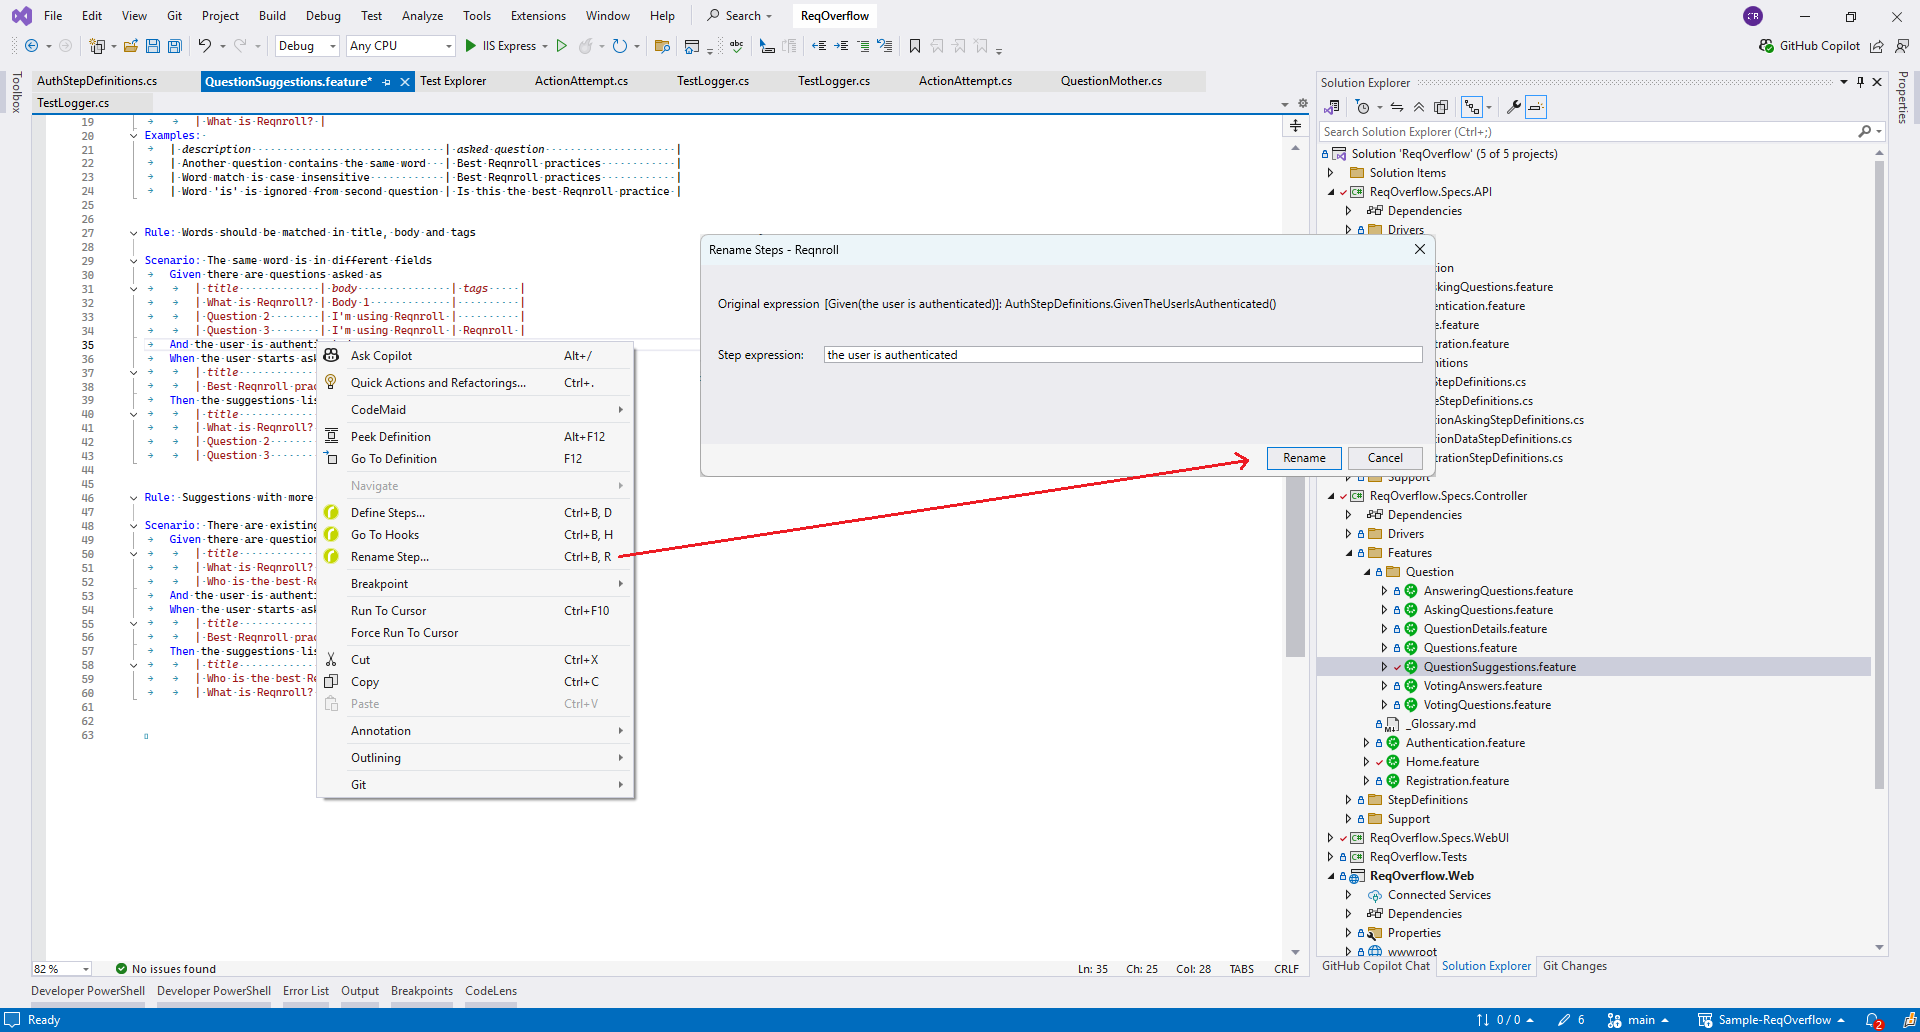 File Edit View Git Project Build Debug Test Analyze Tools Extensions Window Help Search ReqOverflow CR
Debug Any CPU IIS Express GitHub Copilot
AuthStepDefinitions.cs QuestionSuggestions.feature* Test Explorer ActionAttempt.cs TestLogger.cs TestLogger.cs ActionAttempt.cs QuestionMother.cs
TestLogger.cs
Toolbox
19 | What is Reqnroll? |
20 Examples:
21 | description | asked question |
22 | Another question contains the same word | Best Reqnroll practices |
23 | Word match is case insensitive | Best Reqnroll practices |
24 | Word 'is' is ignored from second question | Is this the best Reqnroll practice |
25
26
27 Rule: Words should be matched in title, body and tags
28
29 Scenario: The same word is in different fields
30 Given there are questions asked as
31 | title | body | tags |
32 | What is Reqnroll? | Body 1 | |
33 | Question 2 | I'm using Reqnroll | |
34 | Question 3 | I'm using Reqnroll | Reqnroll |
35 And the user is authenti
36 When the user starts ask
37 | title
38 | Best Reqnroll prac
39 Then the suggestions lis
40 | title
41 | What is Reqnroll?
42 | Question 2
43 | Question 3
44
45
46 Rule: Suggestions with more
47
48 Scenario: There are existing
49 Given there are question
50 | title
51 | What is Reqnroll?
52 | Who is the best Re
53 And the user is authenti
54 When the user starts ask
55 | title
56 | Best Reqnroll prac
57 Then the suggestions lis
58 | title
59 | Who is the best Re
60 | What is Reqnroll?
61
62
63
Ask Copilot Alt+/
Quick Actions and Refactorings... Ctrl+.
CodeMaid
Peek Definition Alt+F12
Go To Definition F12
Navigate
Define Steps... Ctrl+B, D
Go To Hooks Ctrl+B, H
Rename Step... Ctrl+B, R
Breakpoint
Run To Cursor Ctrl+F10
Force Run To Cursor
Cut Ctrl+X
Copy Ctrl+C
Paste Ctrl+V
Annotation
Outlining
Git
Rename Steps - Reqnroll
Original expression [Given(the user is authenticated)]: AuthStepDefinitions.GivenTheUserIsAuthenticated()
Step expression: the user is authenticated
Rename Cancel
Solution Explorer
Search Solution Explorer (Ctrl+;)
Solution 'ReqOverflow' (5 of 5 projects)
Solution Items
ReqOverflow.Specs.API
Dependencies
Drivers
ion
kingQuestions.feature
entication.feature
e.feature
ration.feature
nitions
StepDefinitions.cs
eStepDefinitions.cs
ionAskingStepDefinitions.cs
ionDataStepDefinitions.cs
trationStepDefinitions.cs
Support
ReqOverflow.Specs.Controller
Dependencies
Drivers
Features
Question
AnsweringQuestions.feature
AskingQuestions.feature
QuestionDetails.feature
Questions.feature
QuestionSuggestions.feature
VotingAnswers.feature
VotingQuestions.feature
_Glossary.md
Authentication.feature
Home.feature
Registration.feature
StepDefinitions
Support
ReqOverflow.Specs.WebUI
ReqOverflow.Tests
ReqOverflow.Web
Connected Services
Dependencies
Properties
wwwroot
GitHub Copilot Chat Solution Explorer Git Changes
Properties
82 % No issues found Ln: 35 Ch: 25 Col: 28 TABS CRLF
Developer PowerShell Developer PowerShell Error List Output Breakpoints CodeLens
Ready 0 / 0 6 main Sample-ReqOverflow 2